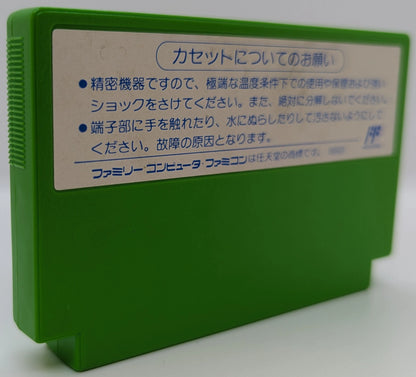 カセットについてのお願い
●精密機器ですので、極端な温度条件下での使用や保管および強い
ショックをさけてください。また、絶対に分解しないでください。
●端子部に手を触れたり、水にぬらしたりして汚さないようにして
ください。故障の原因となります。
ファミリーコンピュータ・ファミコンは任天堂の商標です。